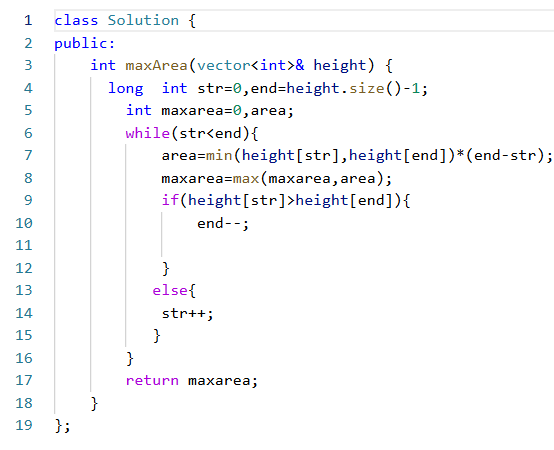 1 class Solution {
2 public:
3     int maxArea(vector<int>& height) {
4       long  int str=0,end=height.size()-1;
5         int maxarea=0,area;
6         while(str<end){
7             area=min(height[str],height[end])*(end-str);
8             maxarea=max(maxarea,area);
9             if(height[str]>height[end]){
10                 end--;
11
12             }
13            else{
14             str++;
15            }
16         }
17         return maxarea;
18     }
19 };